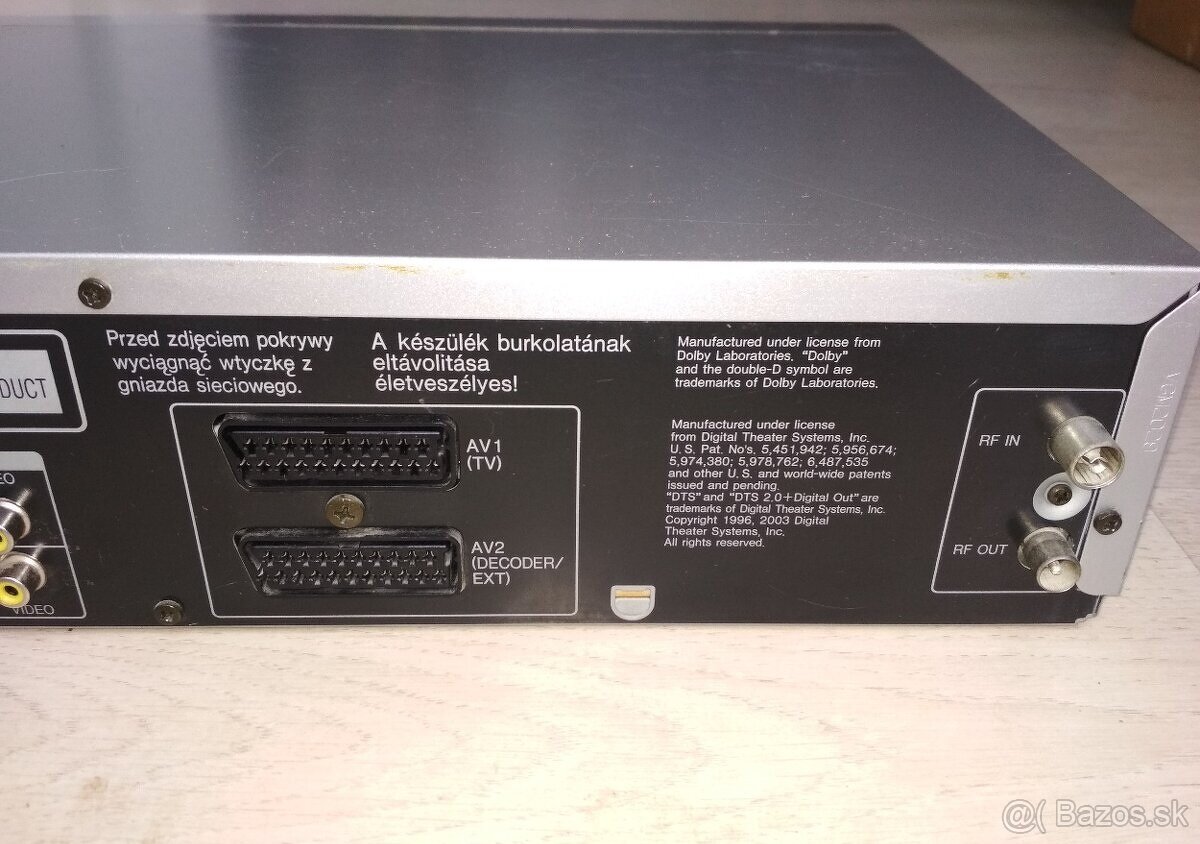 Przed zdjęciem pokrywy
wyciągnąć wtyczkę z
gniazda sieciowego.
A készülék burkolatának
eltávolitása
életveszélyes!
Manufactured under license from
Dolby Laboratories. "Dolby"
and the double-D symbol are
trademarks of Dolby Laboratories.
DUCT
EO
VIDEO
AV1
(TV)
AV2
(DECODER/
EXT)
Manufactured under license
from Digital Theater Systems, Inc.
U.S. Pat. No's. 5,451,942; 5,956,674;
5,974,380; 5,978,762; 6,487,535
and other U.S. and world-wide patents
issued and pending.
"DTS" and "DTS 2.0+Digital Out" are
trademarks of Digital Theater Systems, Inc.
Copyright 1996, 2003 Digital
Theater Systems, Inc.
All rights reserved.
RF IN
RF OUT
@( Bazos.sk